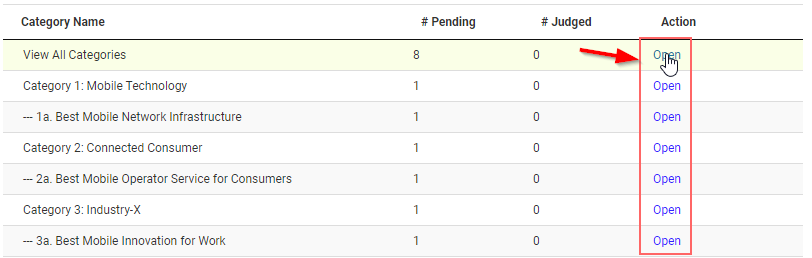 Category Name # Pending # Judged Action
View All Categories 8 0 Open
Category 1: Mobile Technology 1 0 Open
--- 1a. Best Mobile Network Infrastructure 1 0 Open
Category 2: Connected Consumer 1 0 Open
--- 2a. Best Mobile Operator Service for Consumers 1 0 Open
Category 3: Industry-X 1 0 Open
--- 3a. Best Mobile Innovation for Work 1 0 Open